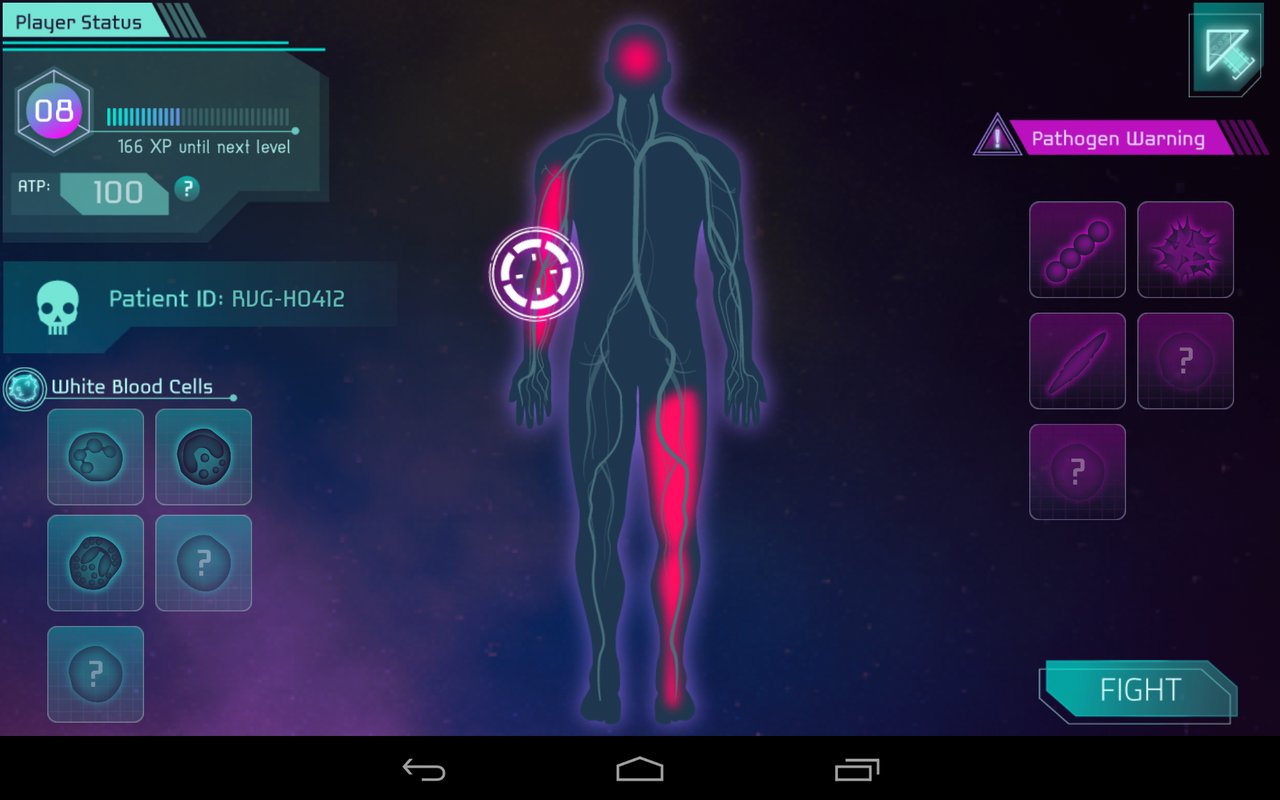 Player Status
08
166 XP until next level
ATP: 100 ?
Patient ID: RVG-H0412
White Blood Cells
?
?
Pathogen Warning
!
?
?
FIGHT